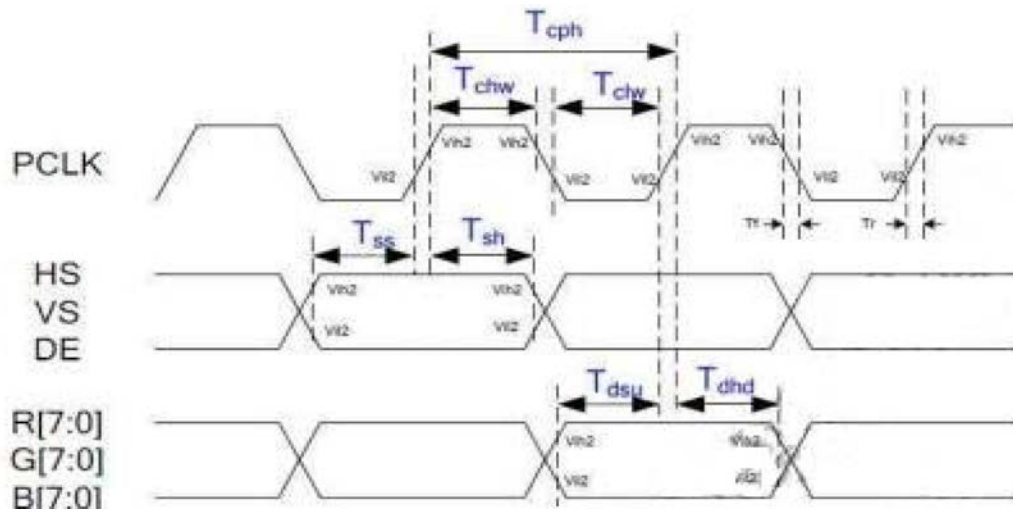 Tcph
Tchw Tclw
PCLK
Vih2 Vih2 Vih2 Vih2 Vih2
Vil2 Vil2 Vil2 Vil2 Vil2
Tf Tr
Tss Tsh
HS
VS
DE
Vih2 Vih2
Vil2 Vil2
Tdsu Tdhd
R[7:0]
G[7:0]
B[7:0]
Vih2
Vil2